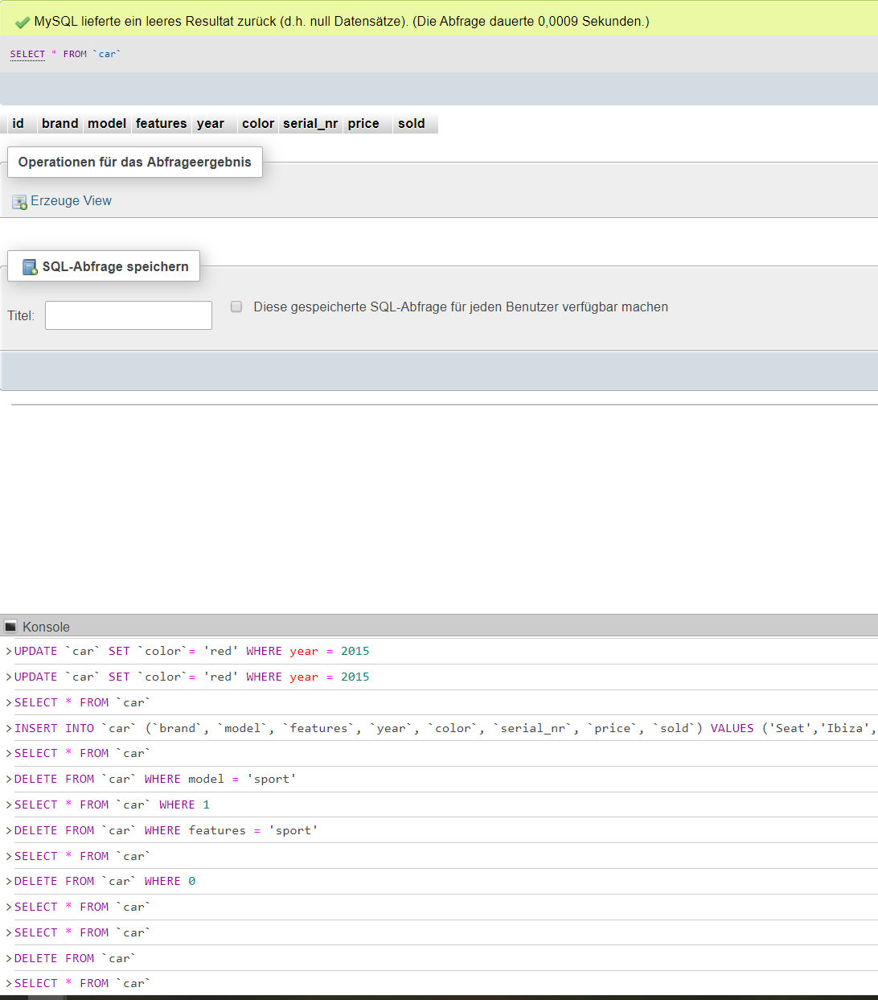 MySQL lieferte ein leeres Resultat zurück (d.h. null Datensätze). (Die Abfrage dauerte 0,0009 Sekunden.)
SELECT * FROM `car`
id brand model features year color serial_nr price sold
Operationen für das Abfrageergebnis
Erzeuge View
SQL-Abfrage speichern
Titel: Diese gespeicherte SQL-Abfrage für jeden Benutzer verfügbar machen
Konsole
>UPDATE `car` SET `color`= 'red' WHERE year = 2015
>UPDATE `car` SET `color`= 'red' WHERE year = 2015
>SELECT * FROM `car`
>INSERT INTO `car` (`brand`, `model`, `features`, `year`, `color`, `serial_nr`, `price`, `sold`) VALUES ('Seat','Ibiza',
>SELECT * FROM `car`
>DELETE FROM `car` WHERE model = 'sport'
>SELECT * FROM `car` WHERE 1
>DELETE FROM `car` WHERE features = 'sport'
>SELECT * FROM `car`
>DELETE FROM `car` WHERE 0
>SELECT * FROM `car`
>SELECT * FROM `car`
>DELETE FROM `car`
>SELECT * FROM `car`